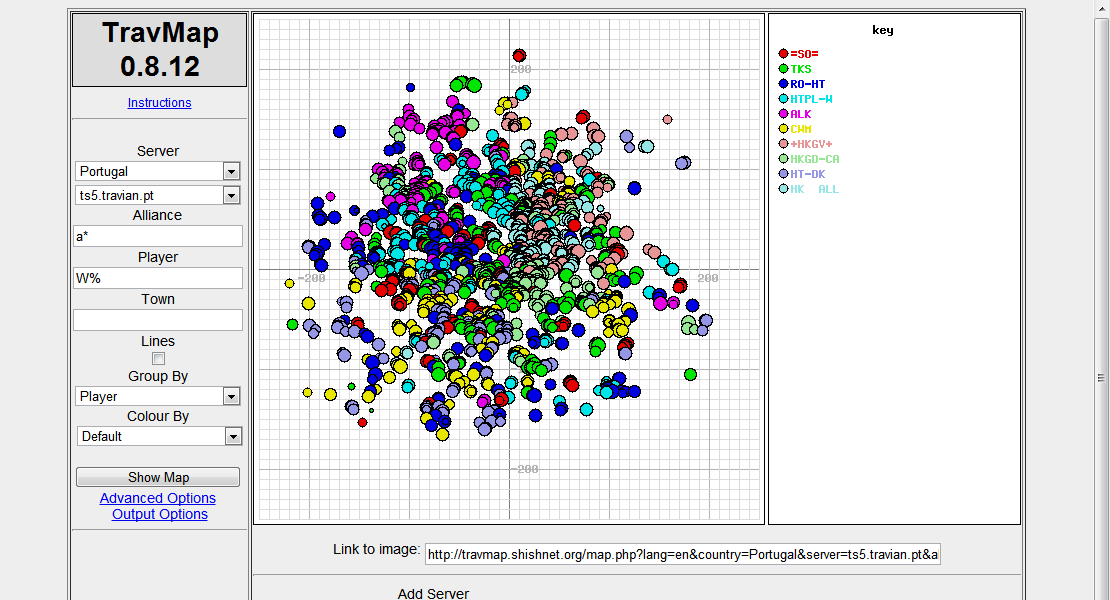 TravMap
0.8.12
Instructions
Server
Portugal
ts5.travian.pt
Alliance
a*
Player
W%
Town
Lines
Group By
Player
Colour By
Default
Show Map
Advanced Options
Output Options
200
-200
200
-200
key
=SO=
TKS
RO-HT
HTPL-W
ALK
CWM
+HKGV+
HKGD-CA
HT-DK
HK ALL
Link to image:
http://travmap.shishnet.org/map.php?lang=en&country=Portugal&server=ts5.travian.pt&a
Add Server